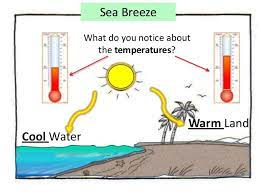 Sea Breeze
What do you notice about
the temperatures?
Warm Land
Cool Water